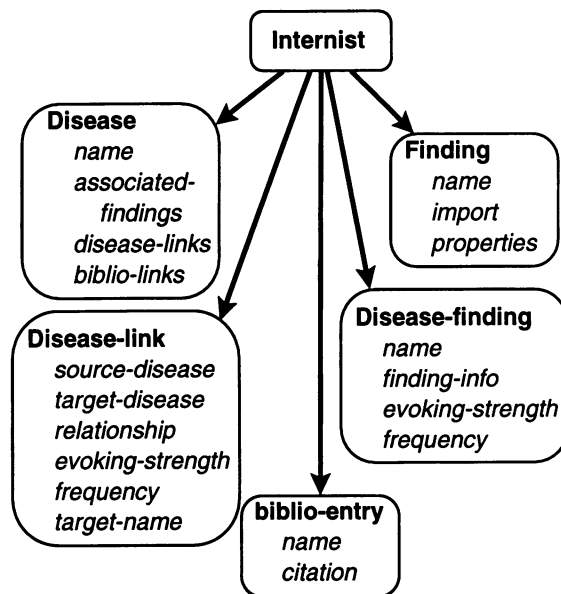 Internist
Disease
name
associated-
findings
disease-links
biblio-links
Finding
name
import
properties
Disease-link
source-disease
target-disease
relationship
evoking-strength
frequency
target-name
Disease-finding
name
finding-info
evoking-strength
frequency
biblio-entry
name
citation